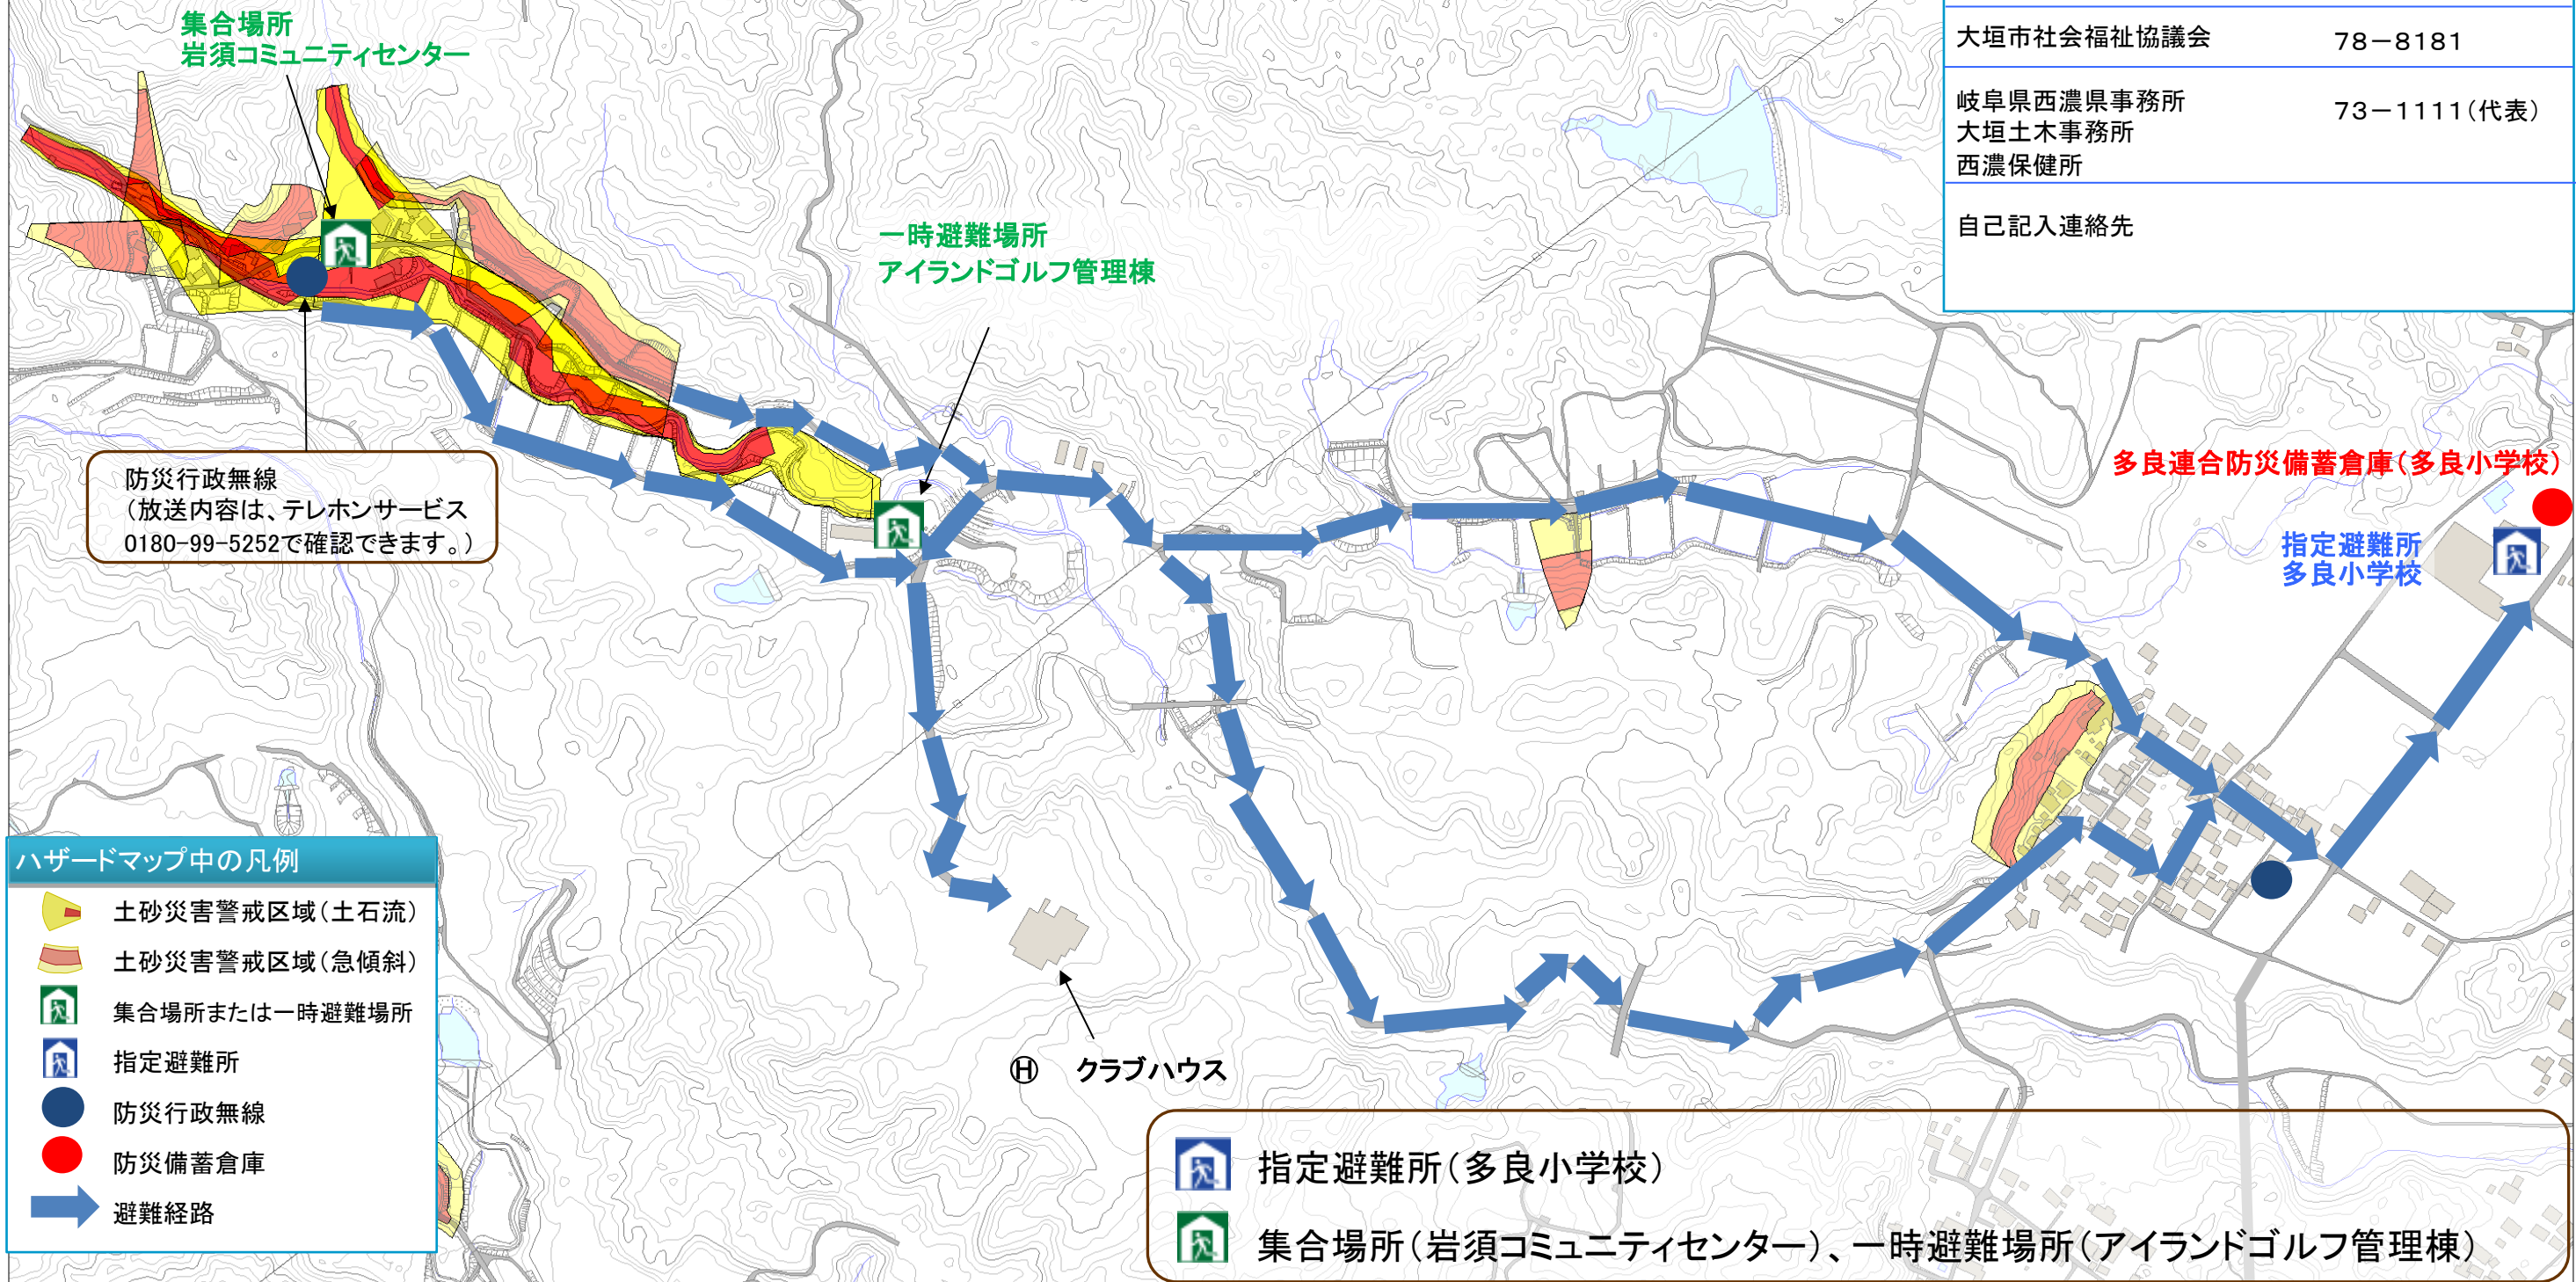 集合場所
岩須コミュニティセンター
大垣市社会福祉協議会 78－8181
岐阜県西濃県事務所 73－1111（代表）
大垣土木事務所
西濃保健所
自己記入連絡先
一時避難場所
アイランドゴルフ管理棟
防災行政無線
（放送内容は、テレホンサービス
0180-99-5252で確認できます。）
多良連合防災備蓄倉庫（多良小学校）
指定避難所
多良小学校
ハザードマップ中の凡例
土砂災害警戒区域（土石流）
土砂災害警戒区域（急傾斜）
集合場所または一時避難場所
指定避難所
防災行政無線
防災備蓄倉庫
避難経路
Ⓗ クラブハウス
指定避難所（多良小学校）
集合場所（岩須コミュニティセンター）、一時避難場所（アイランドゴルフ管理棟）